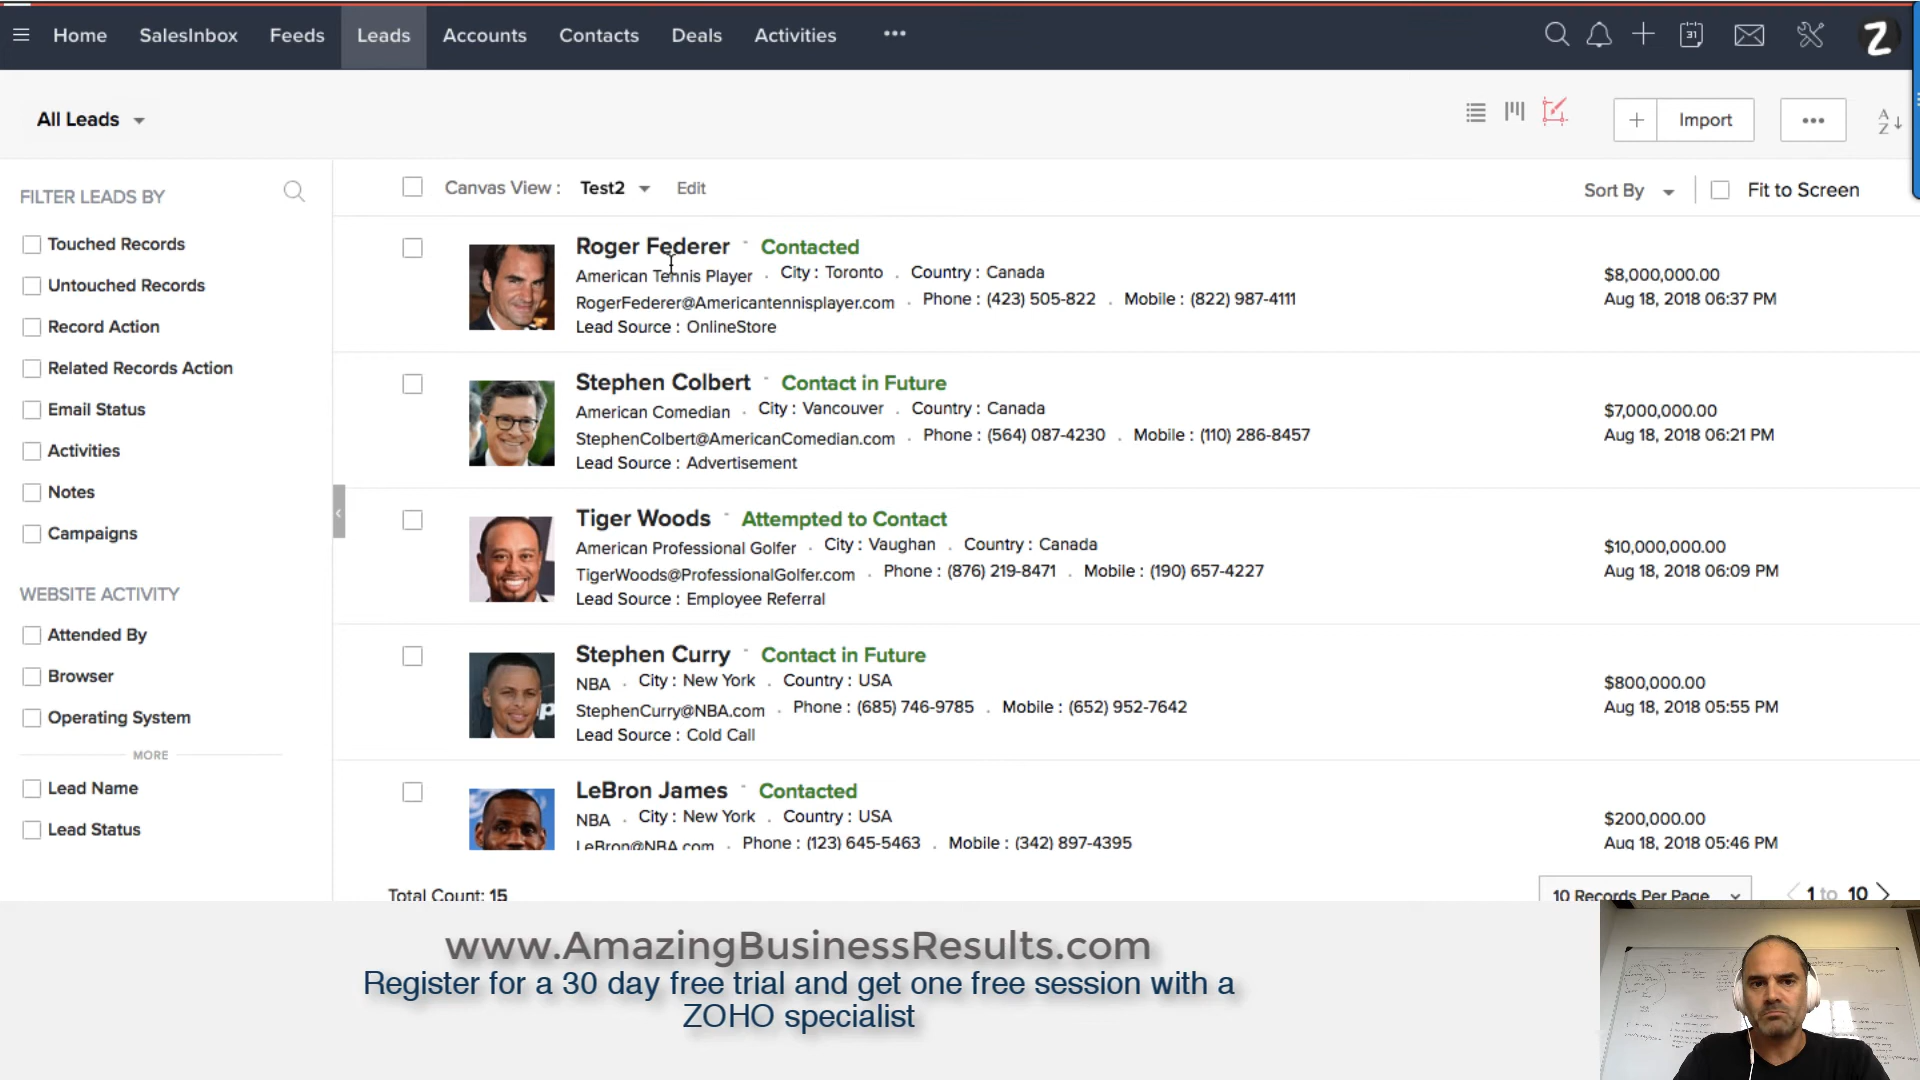 Home SalesInbox Feeds Leads Accounts Contacts Deals Activities •••
31
Z
All Leads
+ Import ••• A Z
FILTER LEADS BY
Canvas View : Test2 Edit
Sort By Fit to Screen
Touched Records
Untouched Records
Record Action
Related Records Action
Email Status
Activities
Notes
Campaigns
WEBSITE ACTIVITY
Attended By
Browser
Operating System
MORE
Lead Name
Lead Status
Roger Federer - Contacted
American Tennis Player . City : Toronto . Country : Canada
RogerFederer@Americantennisplayer.com . Phone : (423) 505-822 . Mobile : (822) 987-4111
Lead Source : OnlineStore
$8,000,000.00
Aug 18, 2018 06:37 PM
Stephen Colbert - Contact in Future
American Comedian . City : Vancouver . Country : Canada
StephenColbert@AmericanComedian.com . Phone : (564) 087-4230 . Mobile : (110) 286-8457
Lead Source : Advertisement
$7,000,000.00
Aug 18, 2018 06:21 PM
Tiger Woods - Attempted to Contact
American Professional Golfer . City : Vaughan . Country : Canada
TigerWoods@ProfessionalGolfer.com . Phone : (876) 219-8471 . Mobile : (190) 657-4227
Lead Source : Employee Referral
$10,000,000.00
Aug 18, 2018 06:09 PM
Stephen Curry - Contact in Future
NBA . City : New York . Country : USA
StephenCurry@NBA.com . Phone : (685) 746-9785 . Mobile : (652) 952-7642
Lead Source : Cold Call
$800,000.00
Aug 18, 2018 05:55 PM
LeBron James - Contacted
NBA . City : New York . Country : USA
LeBron@NBA.com . Phone : (123) 645-5463 . Mobile : (342) 897-4395
$200,000.00
Aug 18, 2018 05:46 PM
Total Count: 15
10 Records Per Page 1 to 10
www.AmazingBusinessResults.com
Register for a 30 day free trial and get one free session with a
ZOHO specialist